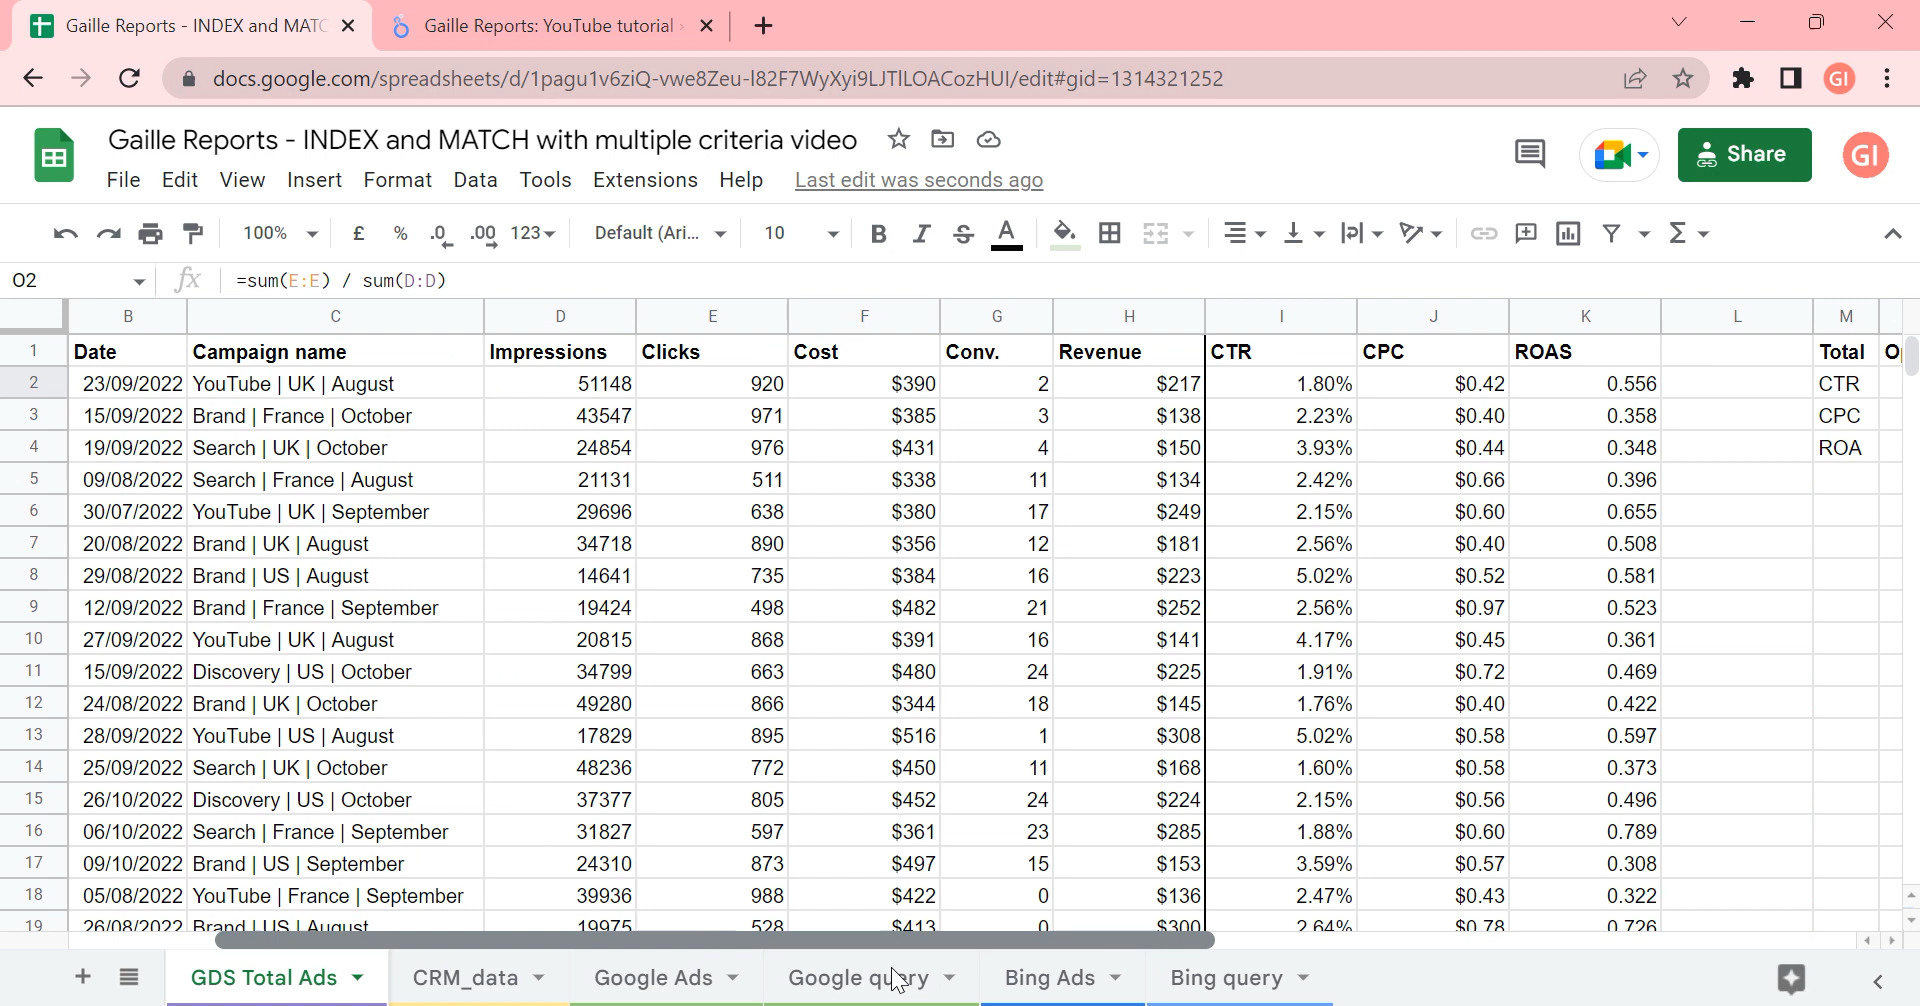 Gaille Reports - INDEX and MATC
Gaille Reports: YouTube tutorial
docs.google.com/spreadsheets/d/1pagu1v6ziQ-vwe8Zeu-l82F7WyXyi9LJTlLOACozHUI/edit#gid=1314321252
GI
Gaille Reports - INDEX and MATCH with multiple criteria video
Share
GI
File Edit View Insert Format Data Tools Extensions Help Last edit was seconds ago
100% £ % .0 .00 123 Default (Ari... 10 B I S A
O2 fx =sum(E:E) / sum(D:D)
B C D E F G H I J K L M
1 Date Campaign name Impressions Clicks Cost Conv. Revenue CTR CPC ROAS Total
2 23/09/2022 YouTube | UK | August 51148 920 $390 2 $217 1.80% $0.42 0.556 CTR
3 15/09/2022 Brand | France | October 43547 971 $385 3 $138 2.23% $0.40 0.358 CPC
4 19/09/2022 Search | UK | October 24854 976 $431 4 $150 3.93% $0.44 0.348 ROA
5 09/08/2022 Search | France | August 21131 511 $338 11 $134 2.42% $0.66 0.396
6 30/07/2022 YouTube | UK | September 29696 638 $380 17 $249 2.15% $0.60 0.655
7 20/08/2022 Brand | UK | August 34718 890 $356 12 $181 2.56% $0.40 0.508
8 29/08/2022 Brand | US | August 14641 735 $384 16 $223 5.02% $0.52 0.581
9 12/09/2022 Brand | France | September 19424 498 $482 21 $252 2.56% $0.97 0.523
10 27/09/2022 YouTube | UK | August 20815 868 $391 16 $141 4.17% $0.45 0.361
11 15/09/2022 Discovery | US | October 34799 663 $480 24 $225 1.91% $0.72 0.469
12 24/08/2022 Brand | UK | October 49280 866 $344 18 $145 1.76% $0.40 0.422
13 28/09/2022 YouTube | US | August 17829 895 $516 1 $308 5.02% $0.58 0.597
14 25/09/2022 Search | UK | October 48236 772 $450 11 $168 1.60% $0.58 0.373
15 26/10/2022 Discovery | US | October 37377 805 $452 24 $224 2.15% $0.56 0.496
16 06/10/2022 Search | France | September 31827 597 $361 23 $285 1.88% $0.60 0.789
17 09/10/2022 Brand | US | September 24310 873 $497 15 $153 3.59% $0.57 0.308
18 05/08/2022 YouTube | France | September 39936 988 $422 0 $136 2.47% $0.43 0.322
19 26/08/2022 Brand | US | August 19975 528 $413 0 $300 2.64% $0.78 0.726
GDS Total Ads CRM_data Google Ads Google query Bing Ads Bing query